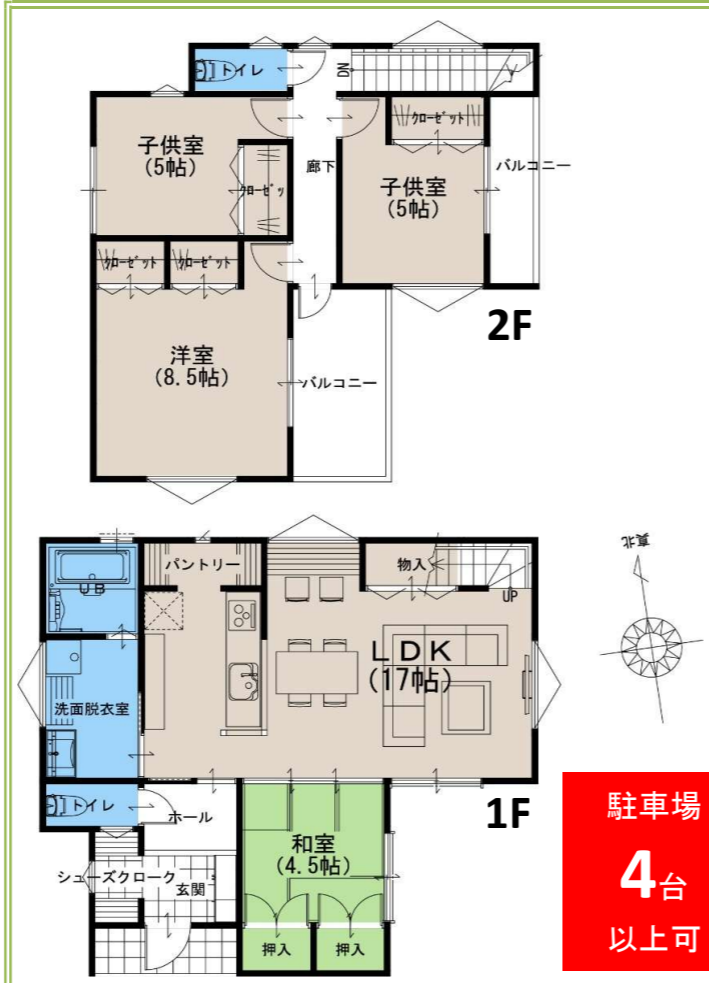 トイレ
DN
クローゼット
子供室
(5帖)
クローゼッ
廊下
子供室
(5帖)
バルコニー
クローゼット
クローゼット
2F
洋室
(8.5帖)
バルコニー
真北
パントリー
物入
UB
UP
LDK
(17帖)
洗面脱衣室
トイレ
ホール
1F
和室
(4.5帖)
シューズクローク
玄関
押入
押入
駐車場
4台
以上可